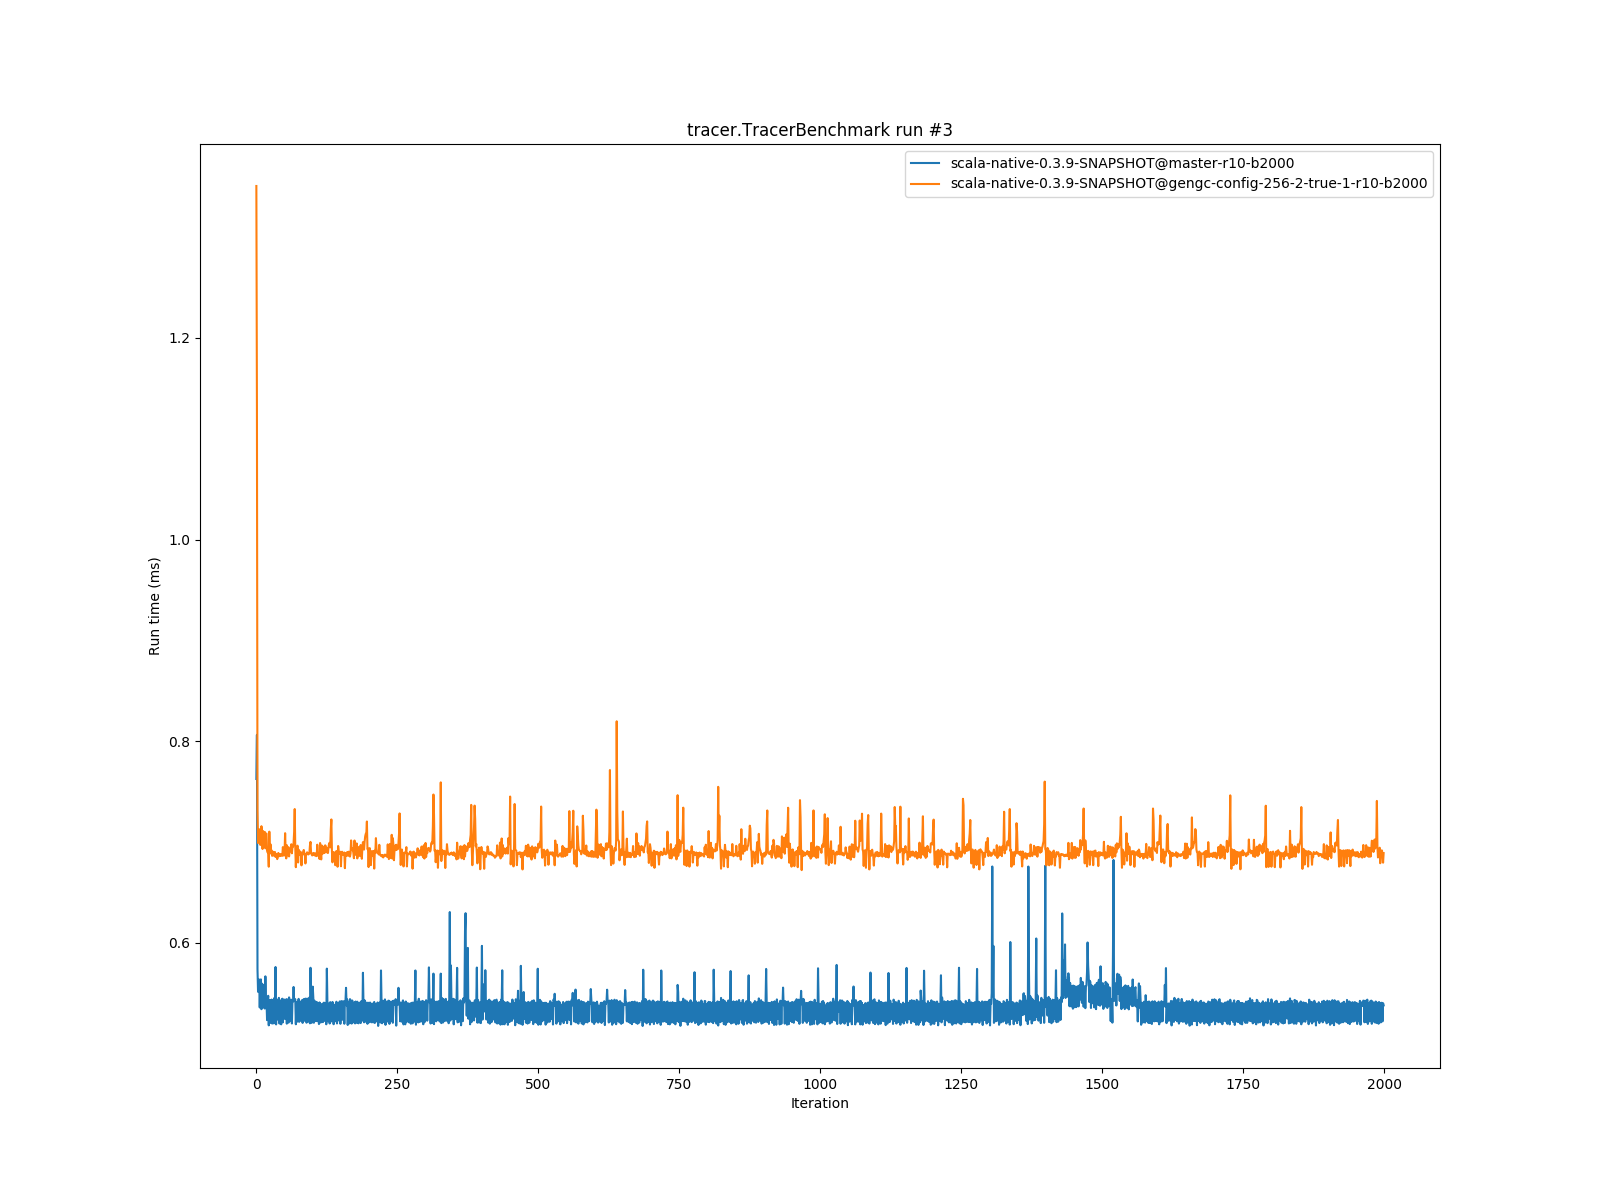 tracer.TracerBenchmark run #3
scala-native-0.3.9-SNAPSHOT@master-r10-b2000
scala-native-0.3.9-SNAPSHOT@gengc-config-256-2-true-1-r10-b2000
1.2
1.0
0.8
0.6
Run time (ms)
0 250 500 750 1000 1250 1500 1750 2000
Iteration